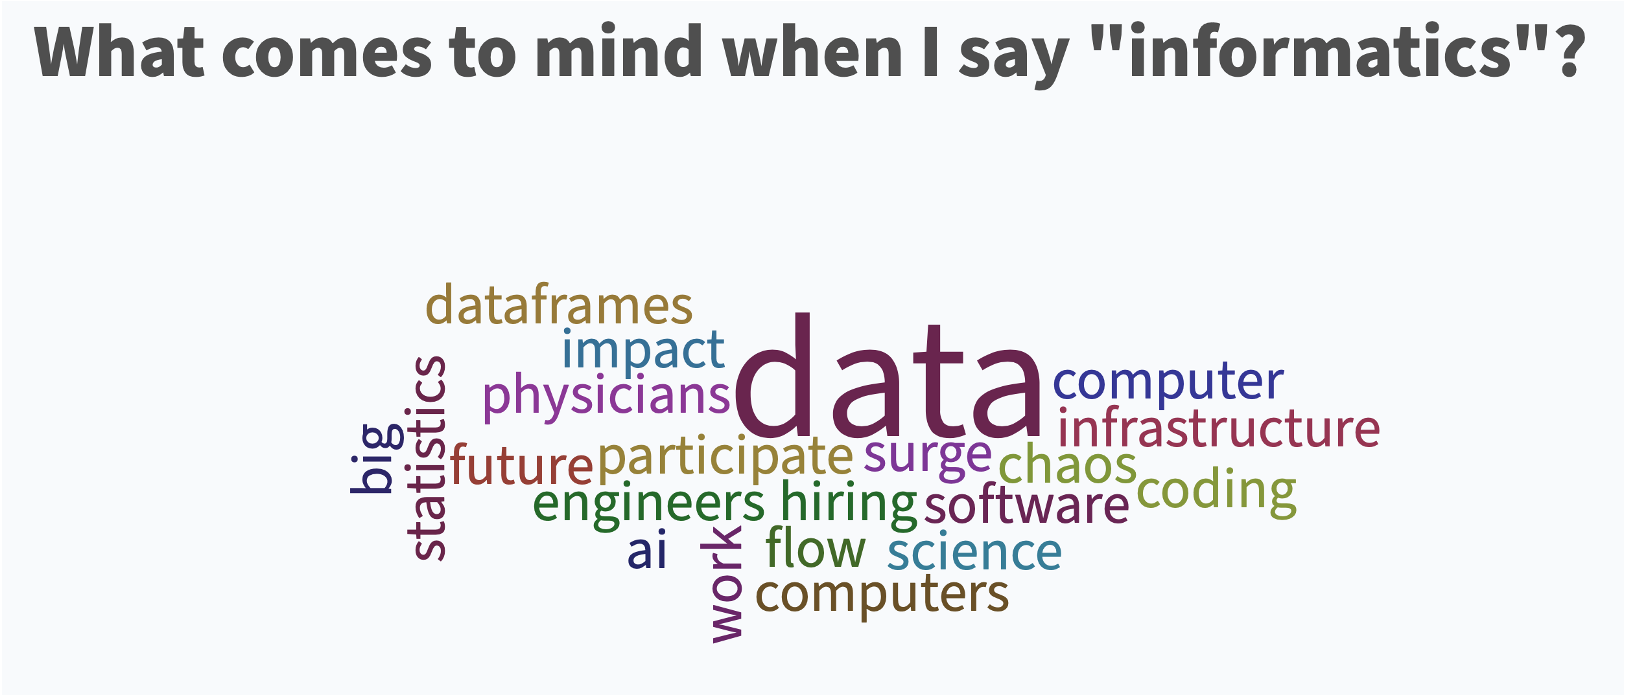 What comes to mind when I say "informatics"?
dataframes
impact
data
physicians
computer
statistics
big
infrastructure
future
participate
surge
chaos
coding
engineers
hiring
software
ai
work
flow
science
computers